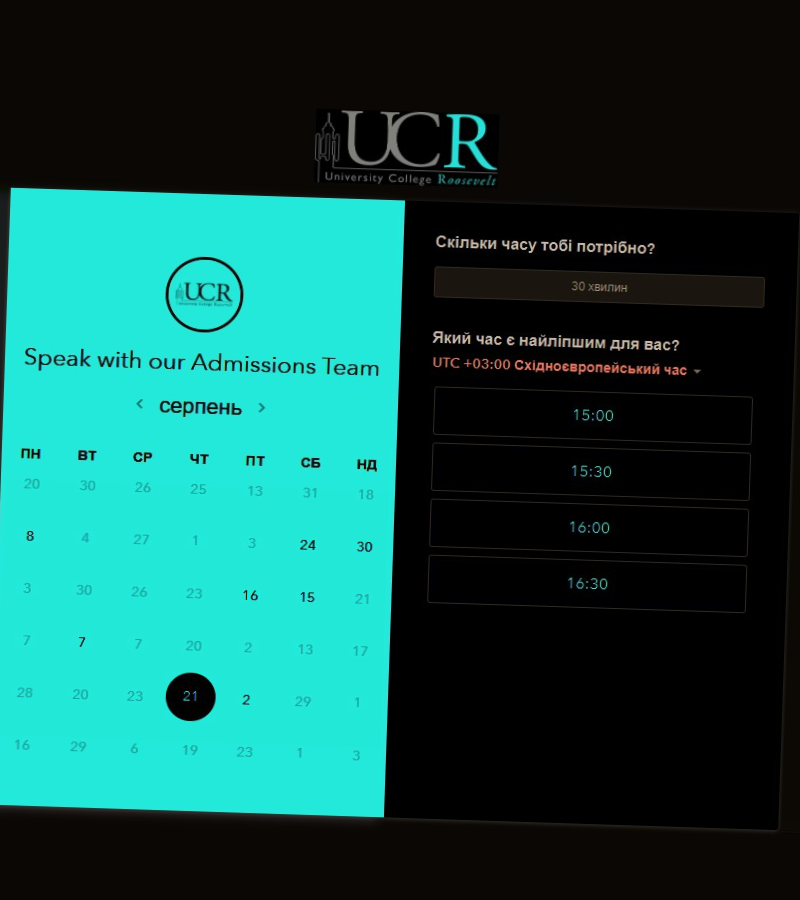 UCR
University College Roosevelt
UCR
University College Roosevelt
Speak with our Admissions Team
серпень
ПН ВТ СР ЧТ ПТ СБ НД
20 30 26 25 13 31 18
8 4 27 1 3 24 30
3 30 26 23 16 15 21
7 7 7 20 2 13 17
28 20 23 21 2 29 1
16 29 6 19 23 1 3
Скільки часу тобі потрібно?
30 хвилин
Який час є найліпшим для вас?
UTC +03:00 Східноєвропейський час
15:00
15:30
16:00
16:30